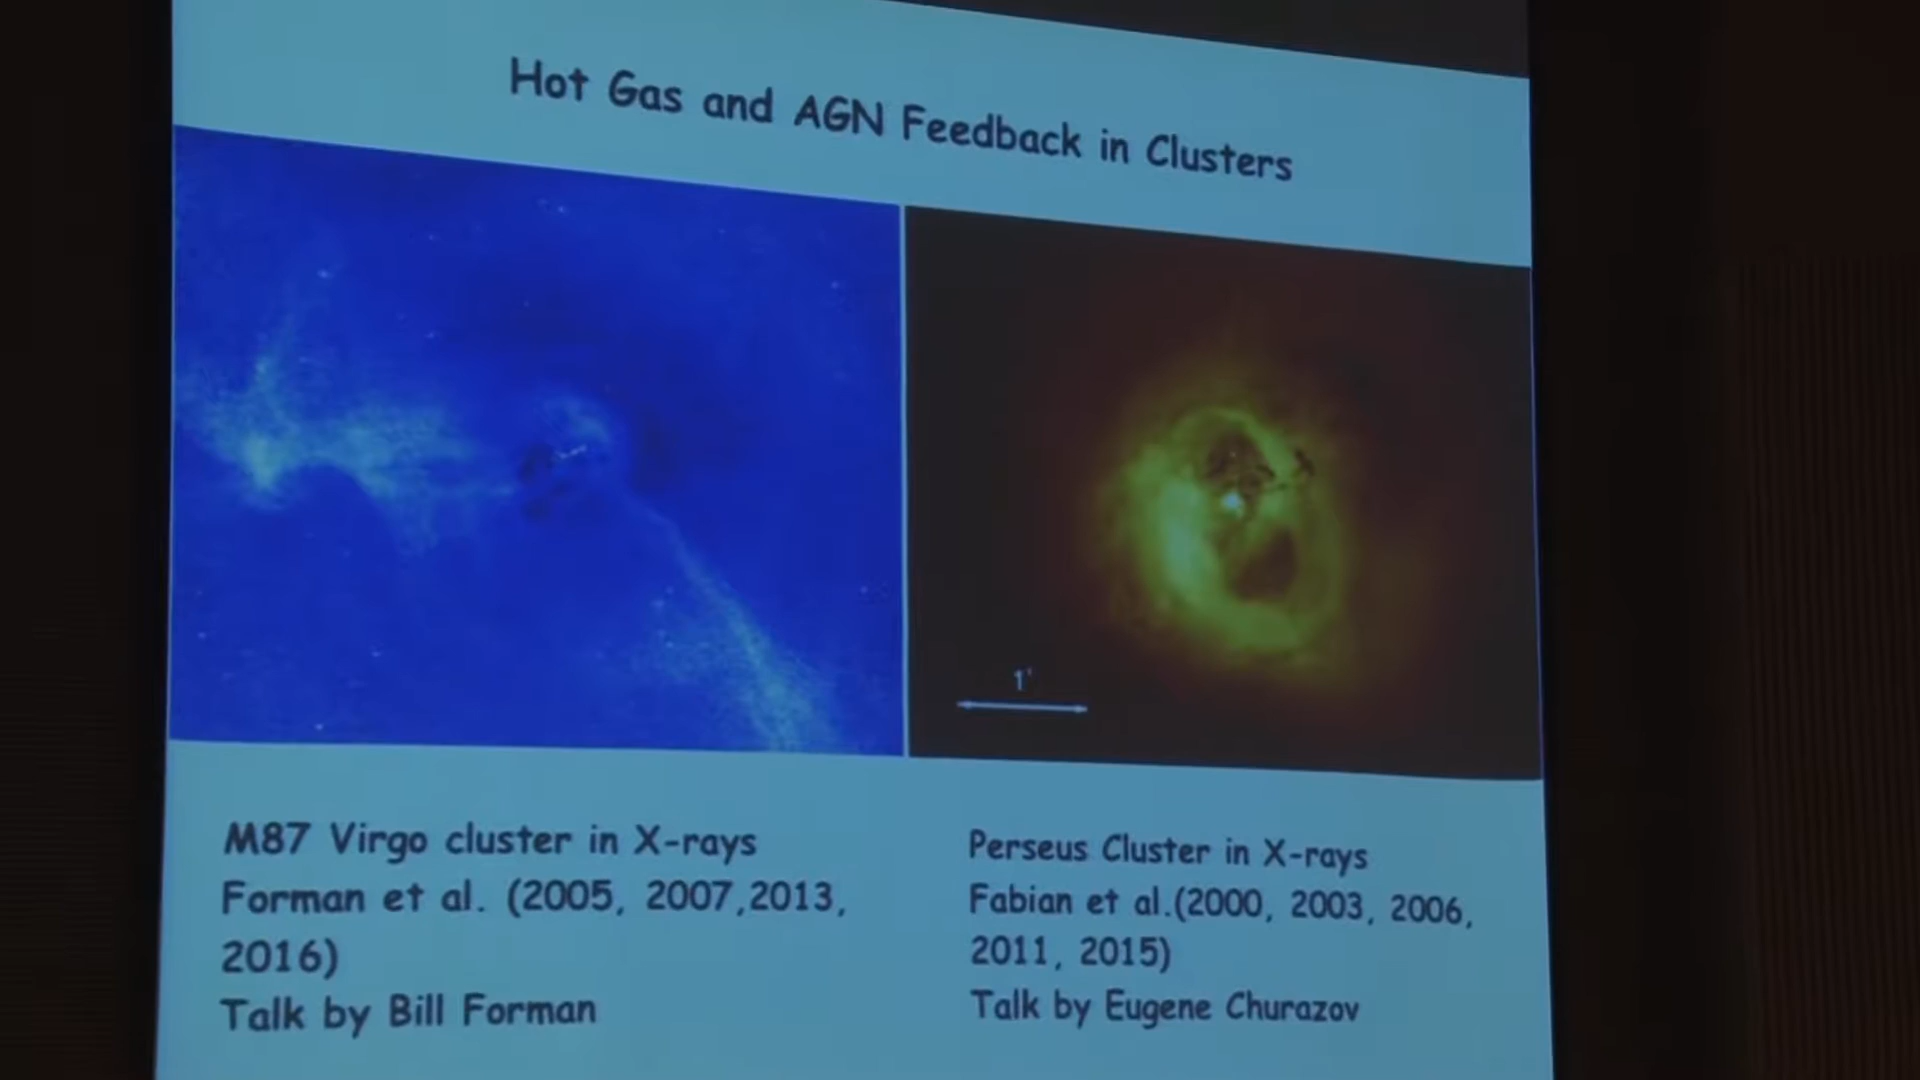 Hot Gas and AGN Feedback in Clusters
1'
M87 Virgo cluster in X-rays
Forman et al. (2005, 2007,2013,
2016)
Talk by Bill Forman
Perseus Cluster in X-rays
Fabian et al.(2000, 2003, 2006,
2011, 2015)
Talk by Eugene Churazov